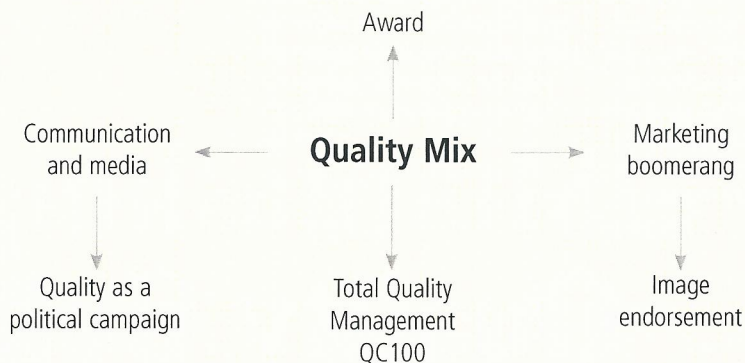 Award
Communication
and media
Quality Mix
Marketing
boomerang
Quality as a
political campaign
Total Quality
Management
QC100
Image
endorsement